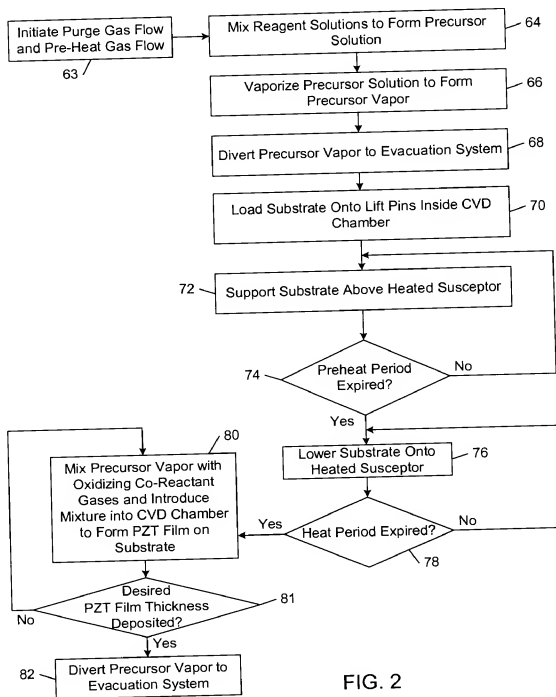 Initiate Purge Gas Flow
and Pre-Heat Gas Flow
63
Mix Reagent Solutions to Form Precursor
Solution
64
Vaporize Precursor Solution to Form
Precursor Vapor
66
Divert Precursor Vapor to Evacuation System
68
Load Substrate Onto Lift Pins Inside CVD
Chamber
70
72
Support Substrate Above Heated Susceptor
74
Preheat Period
Expired?
No
Yes
Lower Substrate Onto
Heated Susceptor
76
Heat Period Expired?
No
78
Yes
80
Mix Precursor Vapor with
Oxidizing Co-Reactant
Gases and Introduce
Mixture into CVD Chamber
to Form PZT Film on
Substrate
Desired
PZT Film Thickness
Deposited?
81
No
Yes
82
Divert Precursor Vapor to
Evacuation System
FIG. 2